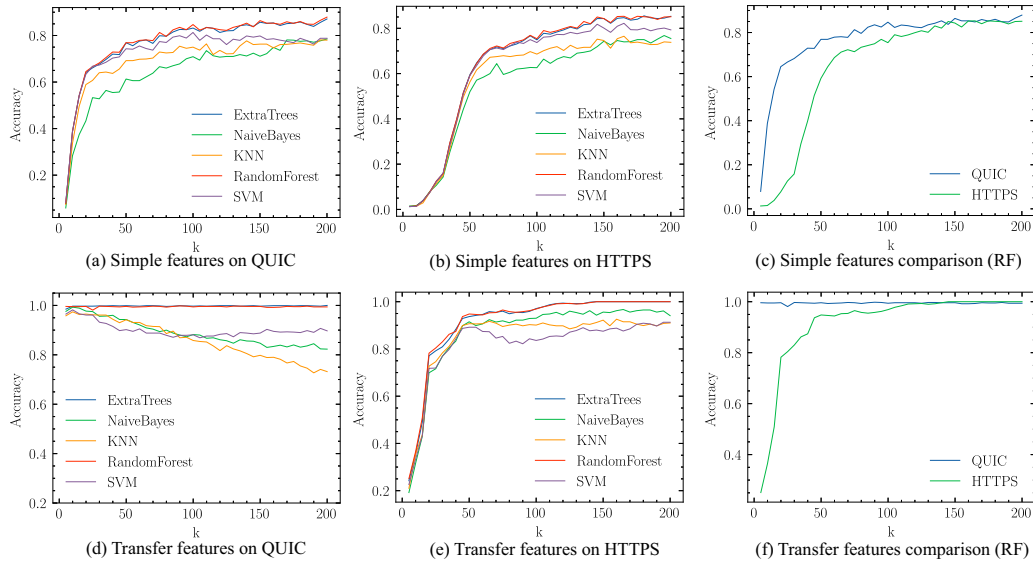 Accuracy
0.8
0.6
0.4
0.2
0
50
100
150
200
k
ExtraTrees
NaiveBayes
KNN
RandomForest
SVM
(a) Simple features on QUIC
Accuracy
0.8
0.6
0.4
0.2
0.0
0
50
100
150
200
k
ExtraTrees
NaiveBayes
KNN
RandomForest
SVM
(b) Simple features on HTTPS
Accuracy
0.8
0.6
0.4
0.2
0.0
0
50
100
150
200
k
QUIC
HTTPS
(c) Simple features comparison (RF)
Accuracy
1.0
0.8
0.6
0.4
0.2
0
50
100
150
200
k
ExtraTrees
NaiveBayes
KNN
RandomForest
SVM
(d) Transfer features on QUIC
Accuracy
1.0
0.8
0.6
0.4
0.2
0
50
100
150
200
k
ExtraTrees
NaiveBayes
KNN
RandomForest
SVM
(e) Transfer features on HTTPS
Accuracy
1.0
0.8
0.6
0.4
0.2
0
50
100
150
200
k
QUIC
HTTPS
(f) Transfer features comparison (RF)